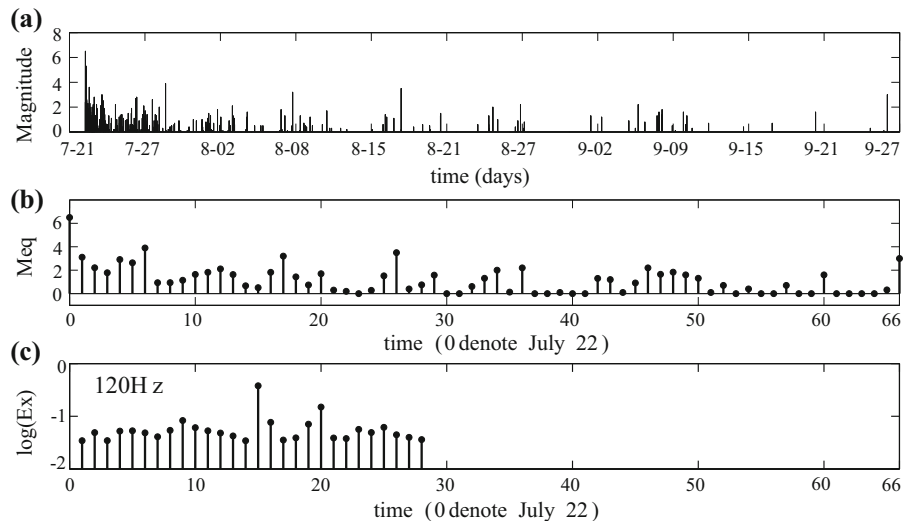 (a)
8
6
4
2
0
Magnitude
7-21 7-27 8-02 8-08 8-15 8-21 8-27 9-02 9-09 9-15 9-21 9-27
time (days)
(b)
6
4
2
0
Meq
0 10 20 30 40 50 60 66
time (0 denote July 22)
(c)
0
-1
-2
log(Ex)
120H z
0 10 20 30 40 50 60 66
time (0 denote July 22)